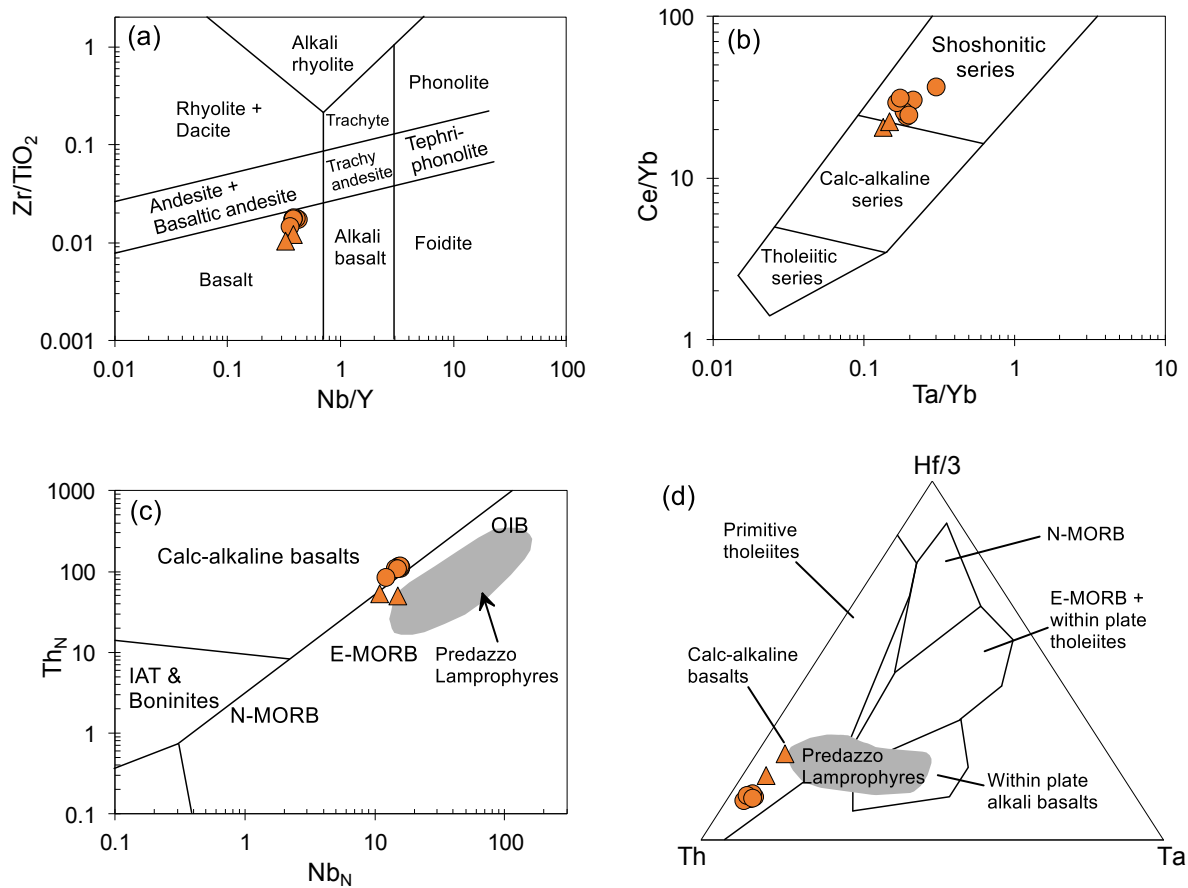 (a)
Alkali
rhyolite
Rhyolite +
Dacite
Phonolite
Trachyte
Tephri-
phonolite
Trachy
andesite
Andesite +
Basaltic andesite
Alkali
basalt
Foidite
Basalt
1
0.1
0.01
0.001
Zr/TiO2
0.01
0.1
1
10
100
Nb/Y
(b)
Shoshonitic
series
Calc-alkaline
series
Tholeiitic
series
100
10
1
Ce/Yb
0.01
0.1
1
10
Ta/Yb
(c)
OIB
Calc-alkaline basalts
E-MORB
Predazzo
Lamprophyres
IAT &
Boninites
N-MORB
1000
100
10
1
0.1
ThN
0.1
1
10
100
NbN
(d)
Hf/3
Primitive
tholeiites
N-MORB
E-MORB +
within plate
tholeiites
Calc-alkaline
basalts
Predazzo
Lamprophyres
Within plate
alkali basalts
Th
Ta